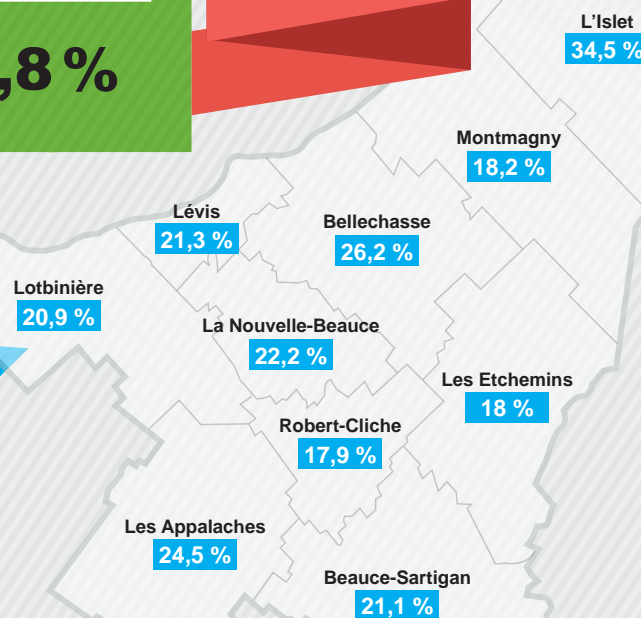 ,8 %
L’Islet
34,5 %
Montmagny
18,2 %
Lévis
21,3 %
Bellechasse
26,2 %
Lotbinière
20,9 %
La Nouvelle-Beauce
22,2 %
Les Etchemins
18 %
Robert-Cliche
17,9 %
Les Appalaches
24,5 %
Beauce-Sartigan
21,1 %